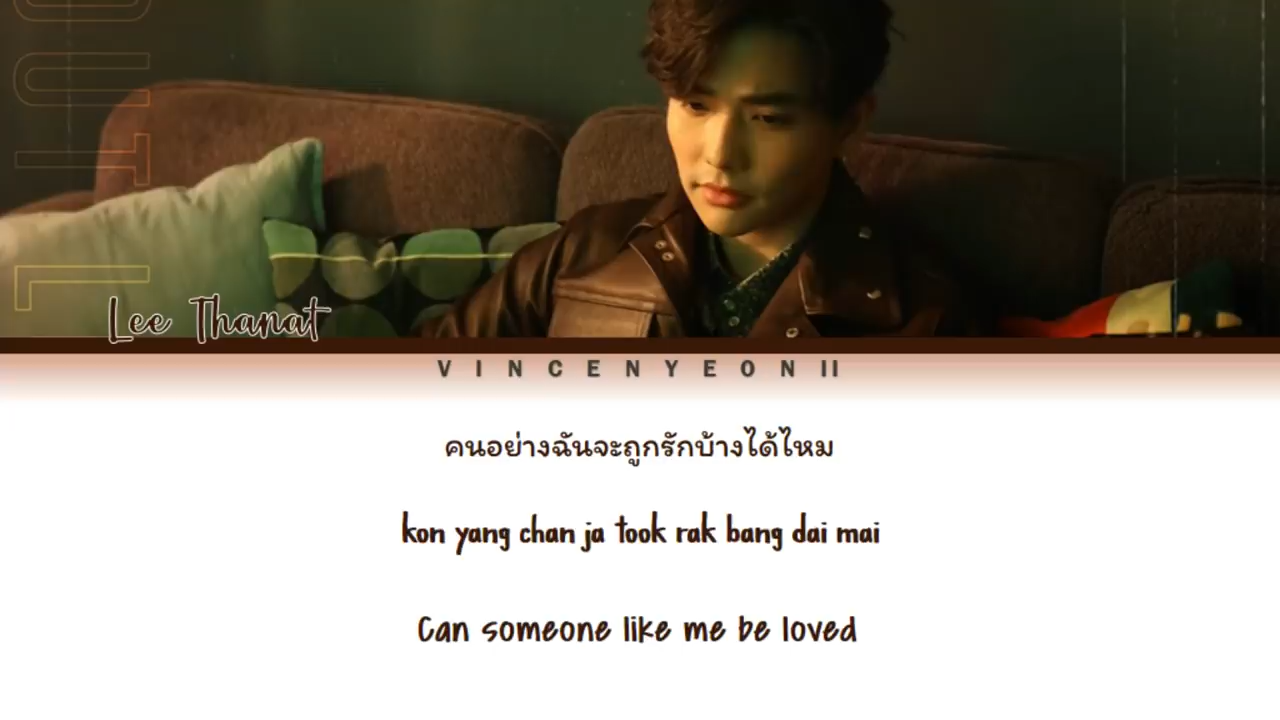 Lee Thanat
VINCENYEON II
คนอย่างฉันจะถูกรักบ้างได้ไหม
kon yang chan ja took rak bang dai mai
Can someone like me be loved